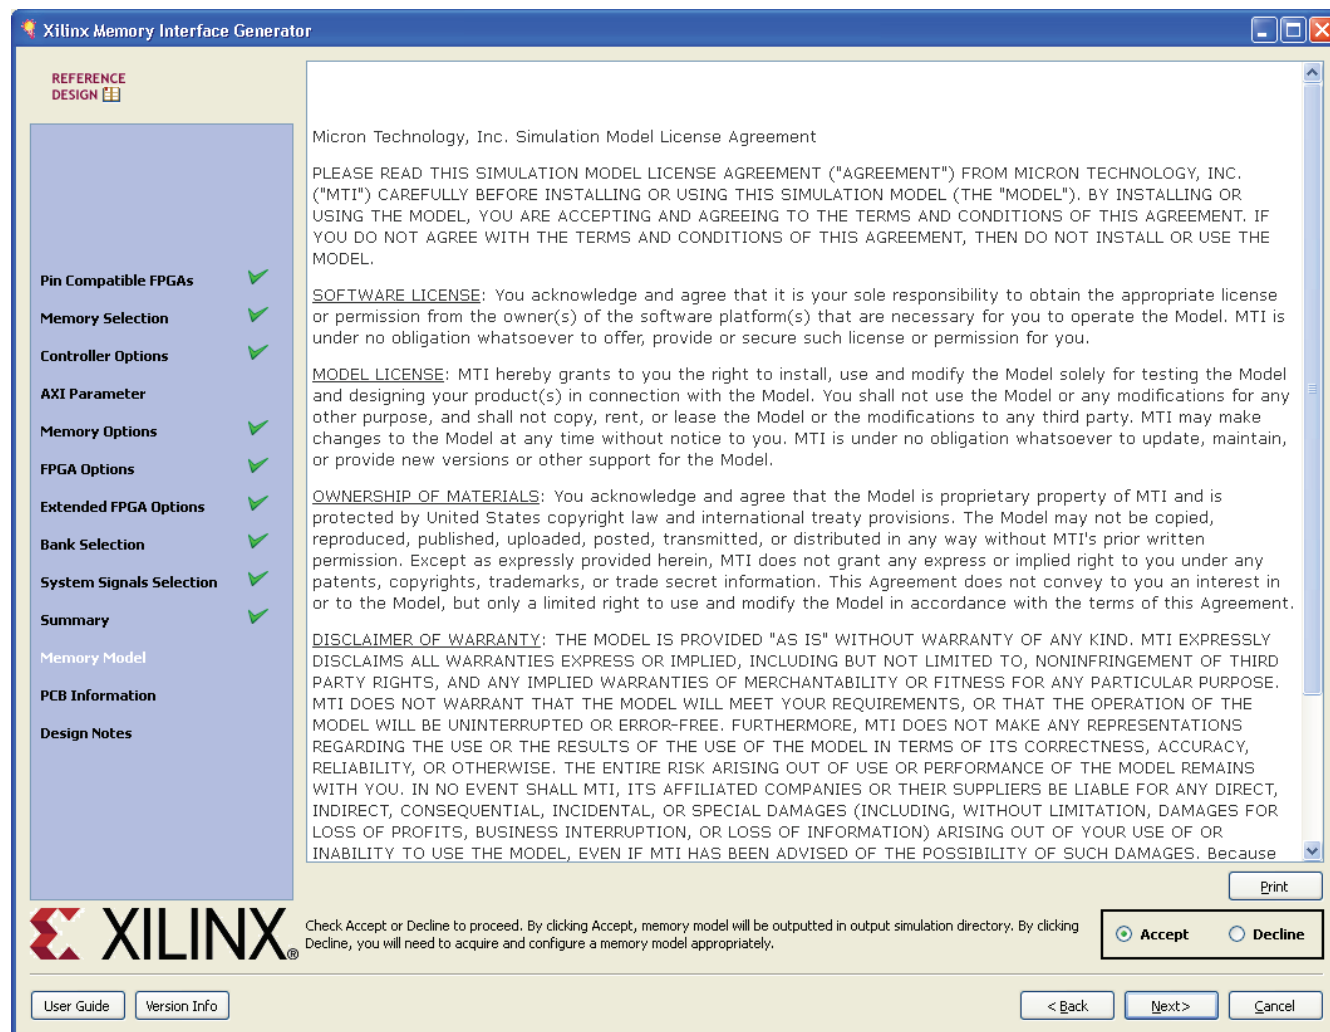 Xilinx Memory Interface Generator
REFERENCE
DESIGN
Pin Compatible FPGAs
Memory Selection
Controller Options
AXI Parameter
Memory Options
FPGA Options
Extended FPGA Options
Bank Selection
System Signals Selection
Summary
Memory Model
PCB Information
Design Notes
Micron Technology, Inc. Simulation Model License Agreement
PLEASE READ THIS SIMULATION MODEL LICENSE AGREEMENT ("AGREEMENT") FROM MICRON TECHNOLOGY, INC.
("MTI") CAREFULLY BEFORE INSTALLING OR USING THIS SIMULATION MODEL (THE "MODEL"). BY INSTALLING OR
USING THE MODEL, YOU ARE ACCEPTING AND AGREEING TO THE TERMS AND CONDITIONS OF THIS AGREEMENT. IF
YOU DO NOT AGREE WITH THE TERMS AND CONDITIONS OF THIS AGREEMENT, THEN DO NOT INSTALL OR USE THE
MODEL.
SOFTWARE LICENSE: You acknowledge and agree that it is your sole responsibility to obtain the appropriate license
or permission from the owner(s) of the software platform(s) that are necessary for you to operate the Model. MTI is
under no obligation whatsoever to offer, provide or secure such license or permission for you.
MODEL LICENSE: MTI hereby grants to you the right to install, use and modify the Model solely for testing the Model
and designing your product(s) in connection with the Model. You shall not use the Model or any modifications for any
other purpose, and shall not copy, rent, or lease the Model or the modifications to any third party. MTI may make
changes to the Model at any time without notice to you. MTI is under no obligation whatsoever to update, maintain,
or provide new versions or other support for the Model.
OWNERSHIP OF MATERIALS: You acknowledge and agree that the Model is proprietary property of MTI and is
protected by United States copyright law and international treaty provisions. The Model may not be copied,
reproduced, published, uploaded, posted, transmitted, or distributed in any way without MTI's prior written
permission. Except as expressly provided herein, MTI does not grant any express or implied right to you under any
patents, copyrights, trademarks, or trade secret information. This Agreement does not convey to you an interest in
or to the Model, but only a limited right to use and modify the Model in accordance with the terms of this Agreement.
DISCLAIMER OF WARRANTY: THE MODEL IS PROVIDED "AS IS" WITHOUT WARRANTY OF ANY KIND. MTI EXPRESSLY
DISCLAIMS ALL WARRANTIES EXPRESS OR IMPLIED, INCLUDING BUT NOT LIMITED TO, NONINFRINGEMENT OF THIRD
PARTY RIGHTS, AND ANY IMPLIED WARRANTIES OF MERCHANTABILITY OR FITNESS FOR ANY PARTICULAR PURPOSE.
MTI DOES NOT WARRANT THAT THE MODEL WILL MEET YOUR REQUIREMENTS, OR THAT THE OPERATION OF THE
MODEL WILL BE UNINTERRUPTED OR ERROR-FREE. FURTHERMORE, MTI DOES NOT MAKE ANY REPRESENTATIONS
REGARDING THE USE OR THE RESULTS OF THE USE OF THE MODEL IN TERMS OF ITS CORRECTNESS, ACCURACY,
RELIABILITY, OR OTHERWISE. THE ENTIRE RISK ARISING OUT OF USE OR PERFORMANCE OF THE MODEL REMAINS
WITH YOU. IN NO EVENT SHALL MTI, ITS AFFILIATED COMPANIES OR THEIR SUPPLIERS BE LIABLE FOR ANY DIRECT,
INDIRECT, CONSEQUENTIAL, INCIDENTAL, OR SPECIAL DAMAGES (INCLUDING, WITHOUT LIMITATION, DAMAGES FOR
LOSS OF PROFITS, BUSINESS INTERRUPTION, OR LOSS OF INFORMATION) ARISING OUT OF YOUR USE OF OR
INABILITY TO USE THE MODEL, EVEN IF MTI HAS BEEN ADVISED OF THE POSSIBILITY OF SUCH DAMAGES. Because
Print
XILINX®
Check Accept or Decline to proceed. By clicking Accept, memory model will be outputted in output simulation directory. By clicking
Decline, you will need to acquire and configure a memory model appropriately.
Accept
Decline
User Guide
Version Info
< Back
Next>
Cancel